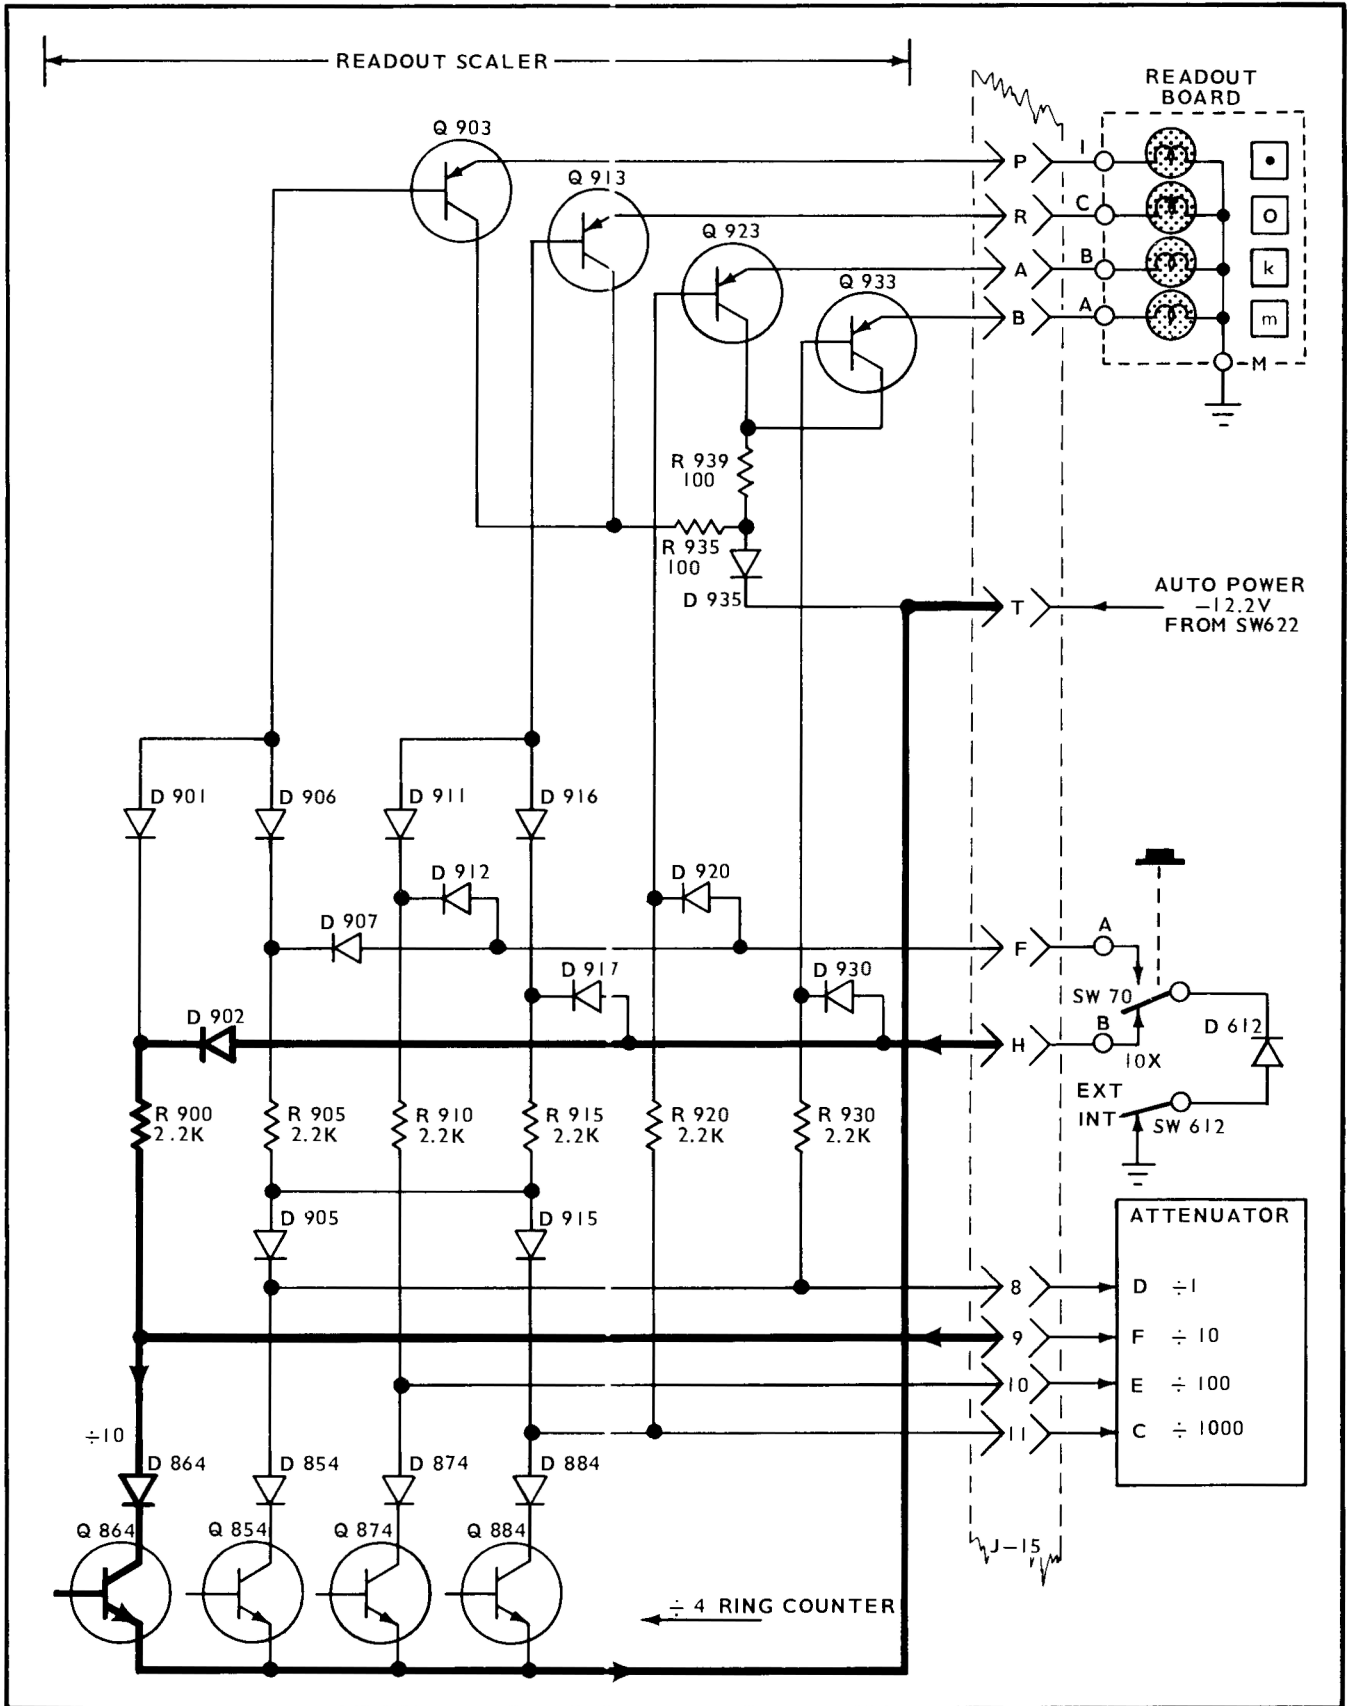 READOUT SCALER
READOUT
BOARD
Q 903
Q 913
Q 923
Q 933
P
I
R
C
O
A
B
k
B
A
m
M
R 939
100
R 935
100
D 935
T
AUTO POWER
-12.2V
FROM SW622
D 901
D 906
D 911
D 916
D 912
D 920
D 907
F
A
D 917
D 930
SW 70
D 902
H
B
10X
D 612
R 900
2.2K
R 905
2.2K
R 910
2.2K
R 915
2.2K
R 920
2.2K
R 930
2.2K
EXT
INT
SW 612
D 905
D 915
ATTENUATOR
8
D ÷1
9
F ÷ 10
10
E ÷ 100
11
C ÷ 1000
÷10
D 864
D 854
D 874
D 884
Q 864
Q 854
Q 874
Q 884
J-15
÷ 4 RING COUNTER